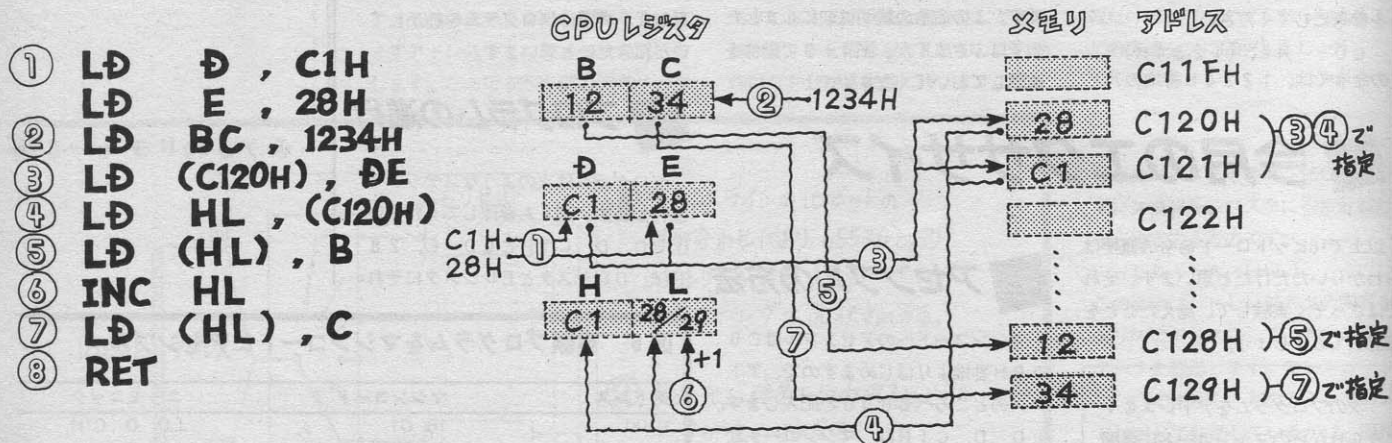 ① LD D , C1H
LD E , 28H
② LD BC , 1234H
③ LD (C120H) , DE
④ LD HL , (C120H)
⑤ LD (HL) , B
⑥ INC HL
⑦ LD (HL) , C
⑧ RET
CPUレジスタ
B C
12 34
②
1234H
D E
C1 28
C1H
28H
①
③
H L
C1 28/29
+1
⑥
⑤
⑦
④
メモリ アドレス
C11FH
28 C120H
C1 C121H
③④で
指定
C122H
12 C128H ⑤で指定
34 C129H ⑦で指定